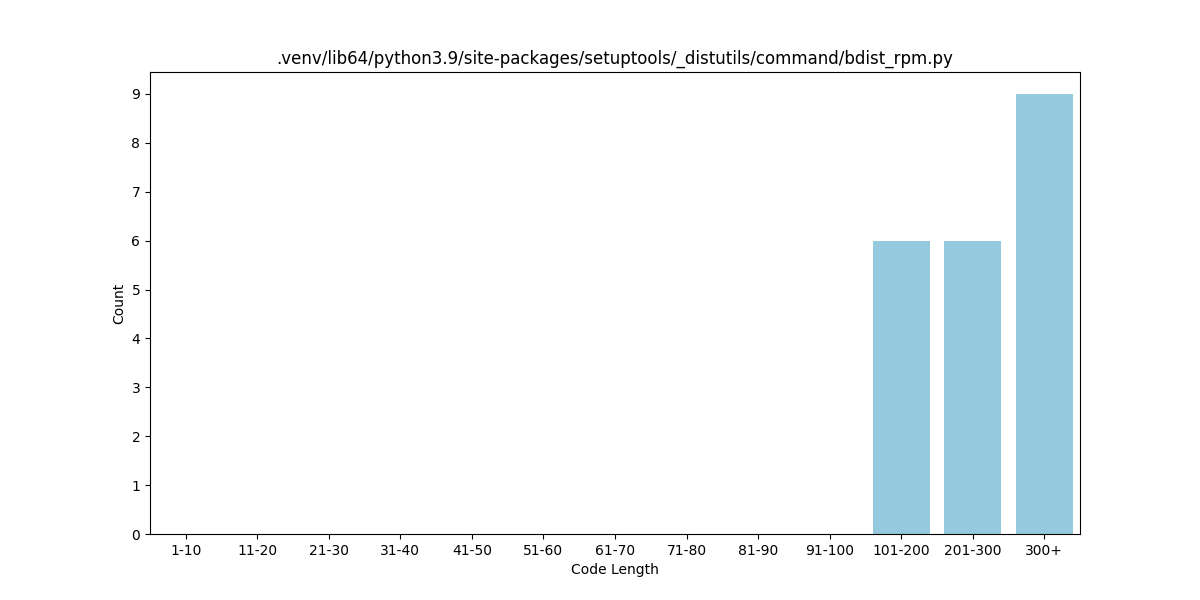 .venv/lib64/python3.9/site-packages/setuptools/_distutils/command/bdist_rpm.py
Count
9
8
7
6
5
4
3
2
1
0
1-10 11-20 21-30 31-40 41-50 51-60 61-70 71-80 81-90 91-100 101-200 201-300 300+
Code Length